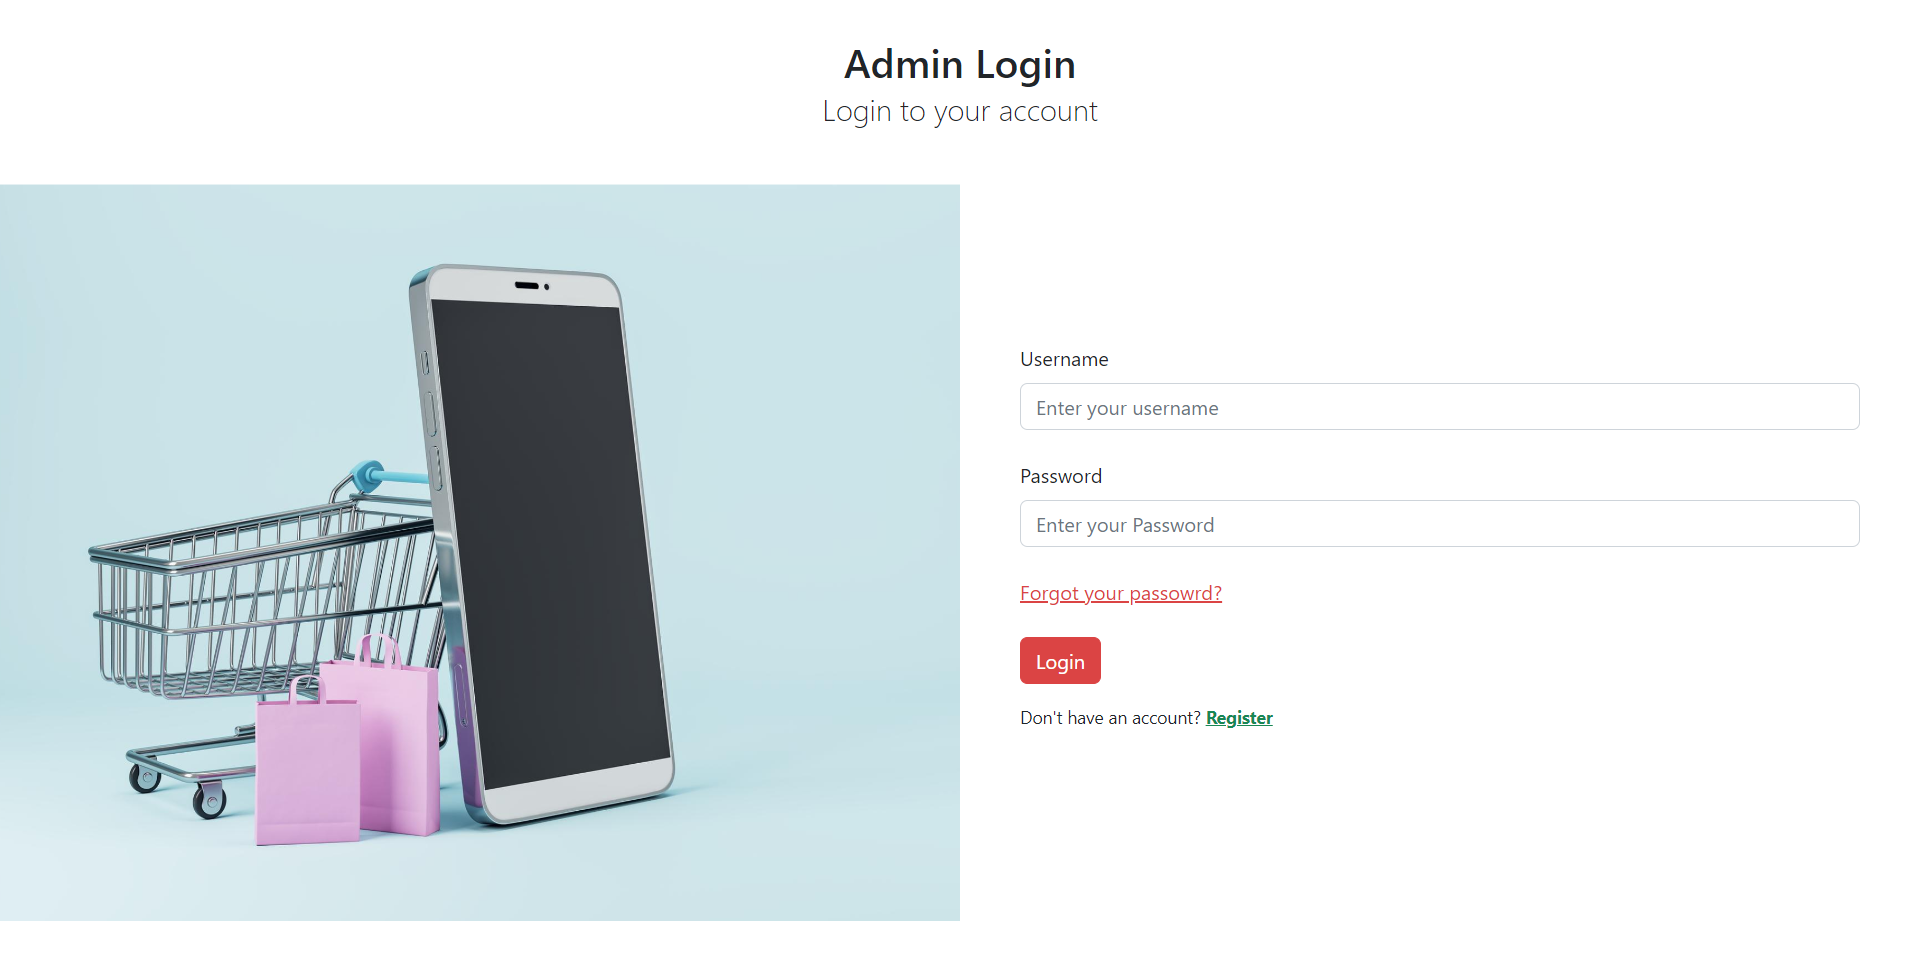 Admin Login
Login to your account
Username
Enter your username
Password
Enter your Password
Forgot your passowrd?
Login
Don't have an account? Register